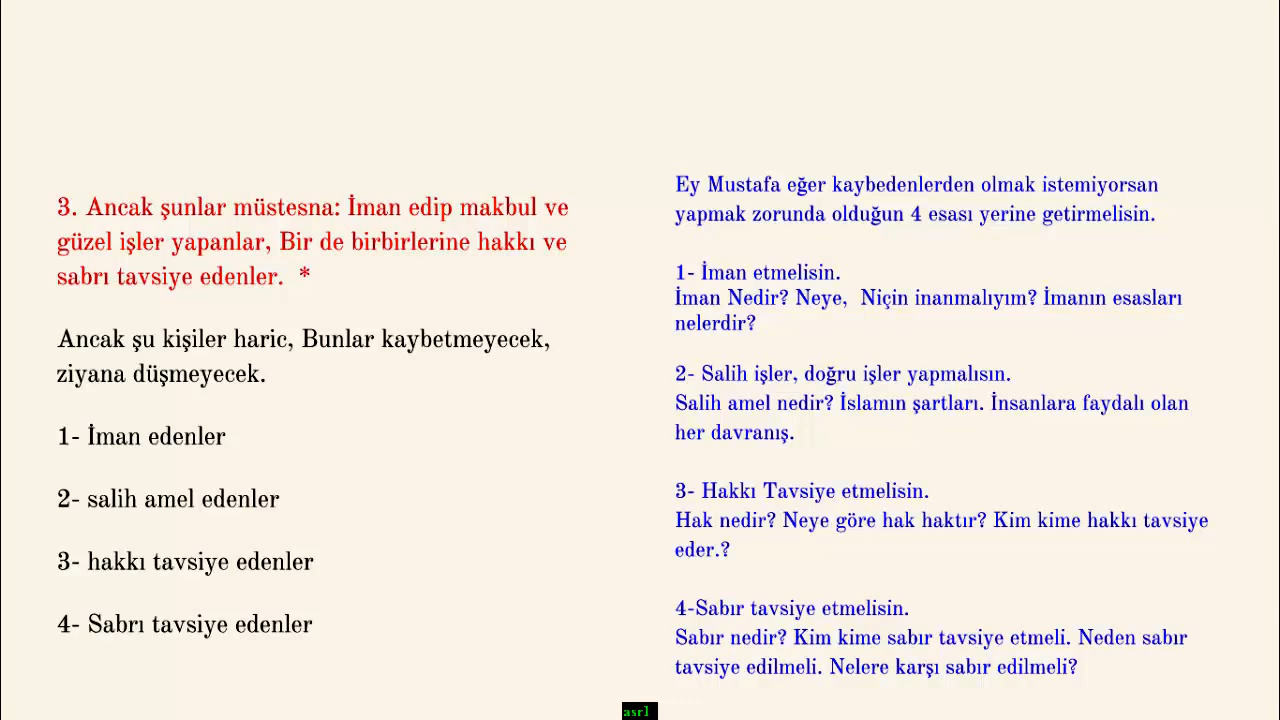 3. Ancak şunlar müstesna: İman edip makbul ve
güzel işler yapanlar, Bir de birbirlerine hakkı ve
sabrı tavsiye edenler.  *
Ancak şu kişiler haric, Bunlar kaybetmeyecek,
ziyana düşmeyecek.
1- İman edenler
2- salih amel edenler
3- hakkı tavsiye edenler
4- Sabrı tavsiye edenler
Ey Mustafa eğer kaybedenlerden olmak istemiyorsan
yapmak zorunda olduğun 4 esası yerine getirmelisin.
1- İman etmelisin.
İman Nedir? Neye,  Niçin inanmalıyım? İmanın esasları
nelerdir?
2- Salih işler, doğru işler yapmalısın.
Salih amel nedir? İslamın şartları. İnsanlara faydalı olan
her davranış.
3- Hakkı Tavsiye etmelisin.
Hak nedir? Neye göre hak haktır? Kim kime hakkı tavsiye
eder.?
4-Sabır tavsiye etmelisin.
Sabır nedir? Kim kime sabır tavsiye etmeli. Neden sabır
tavsiye edilmeli. Nelere karşı sabır edilmeli?
asr1